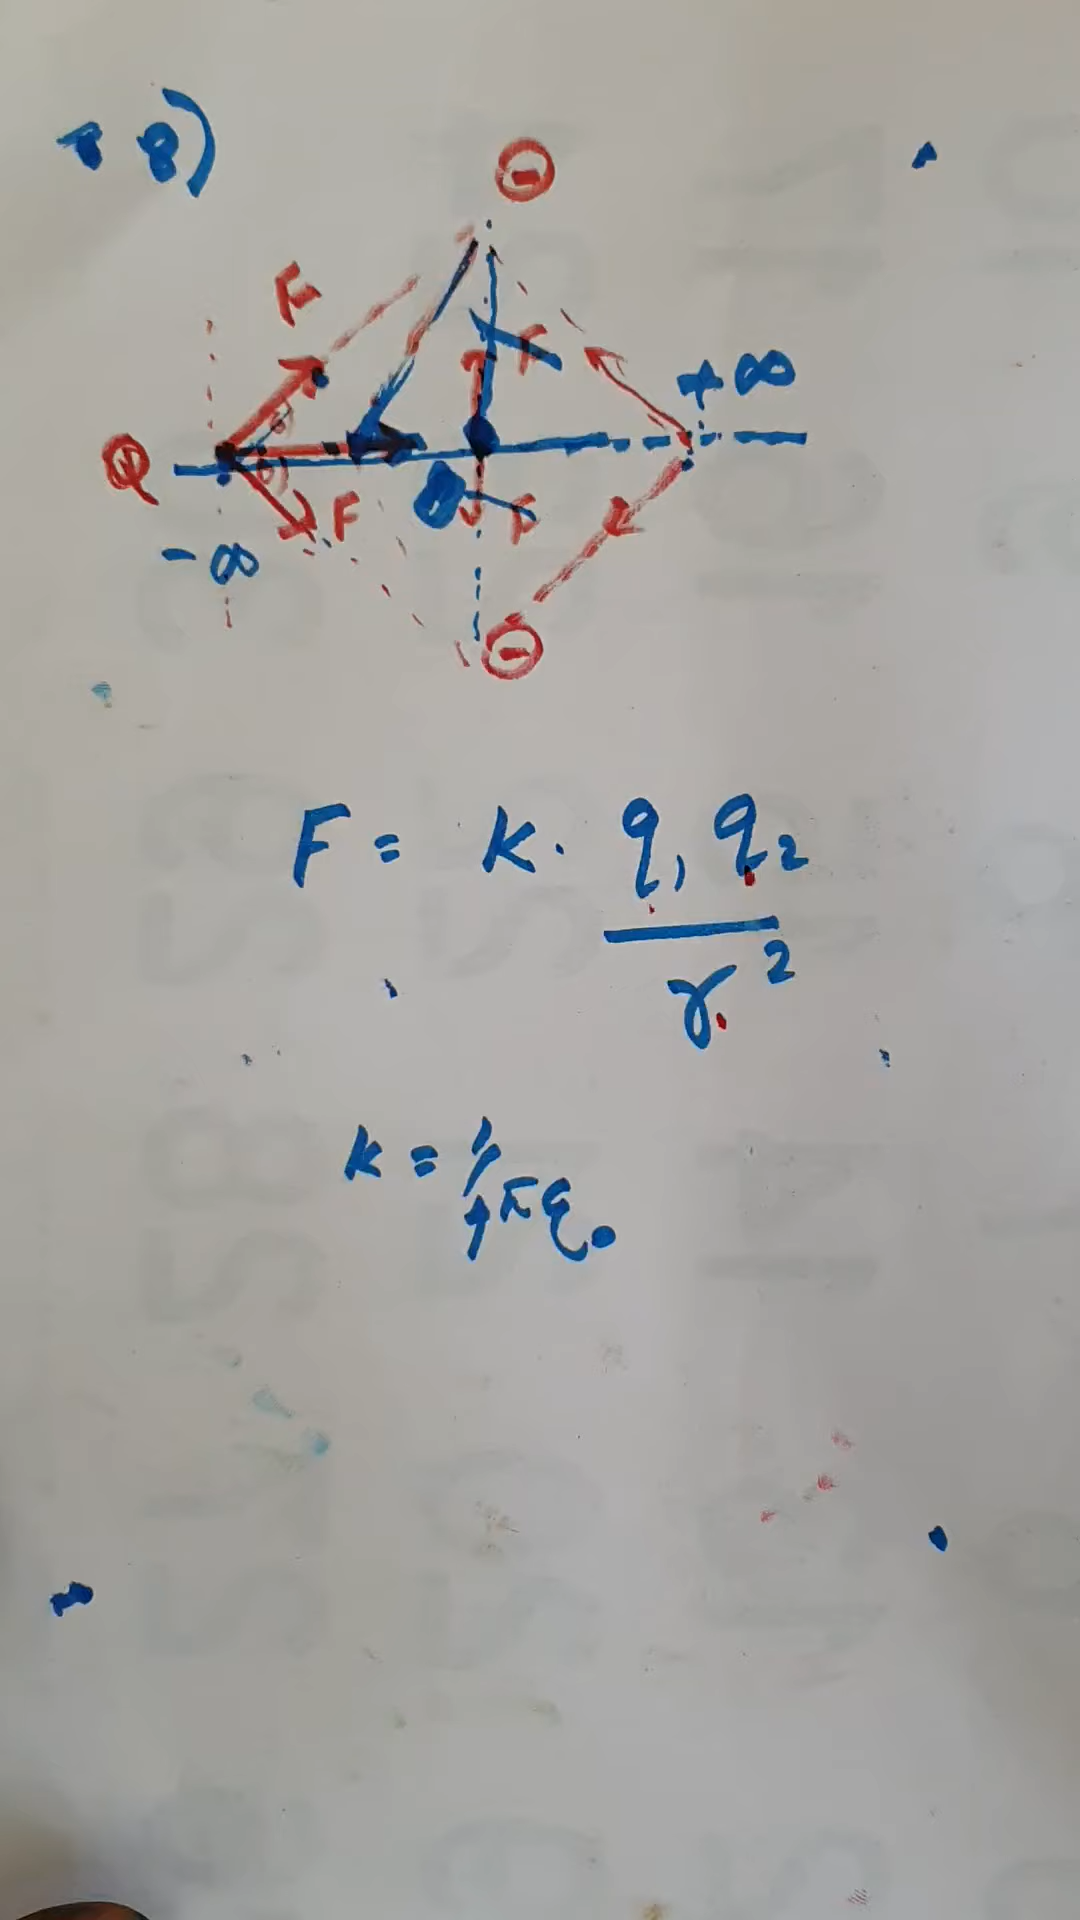 8)
-
F
F
+ ∞
Q
θ
θ
F
F
- ∞
-
F = K. q₁ q₂
r²
K = 1/4πε₀